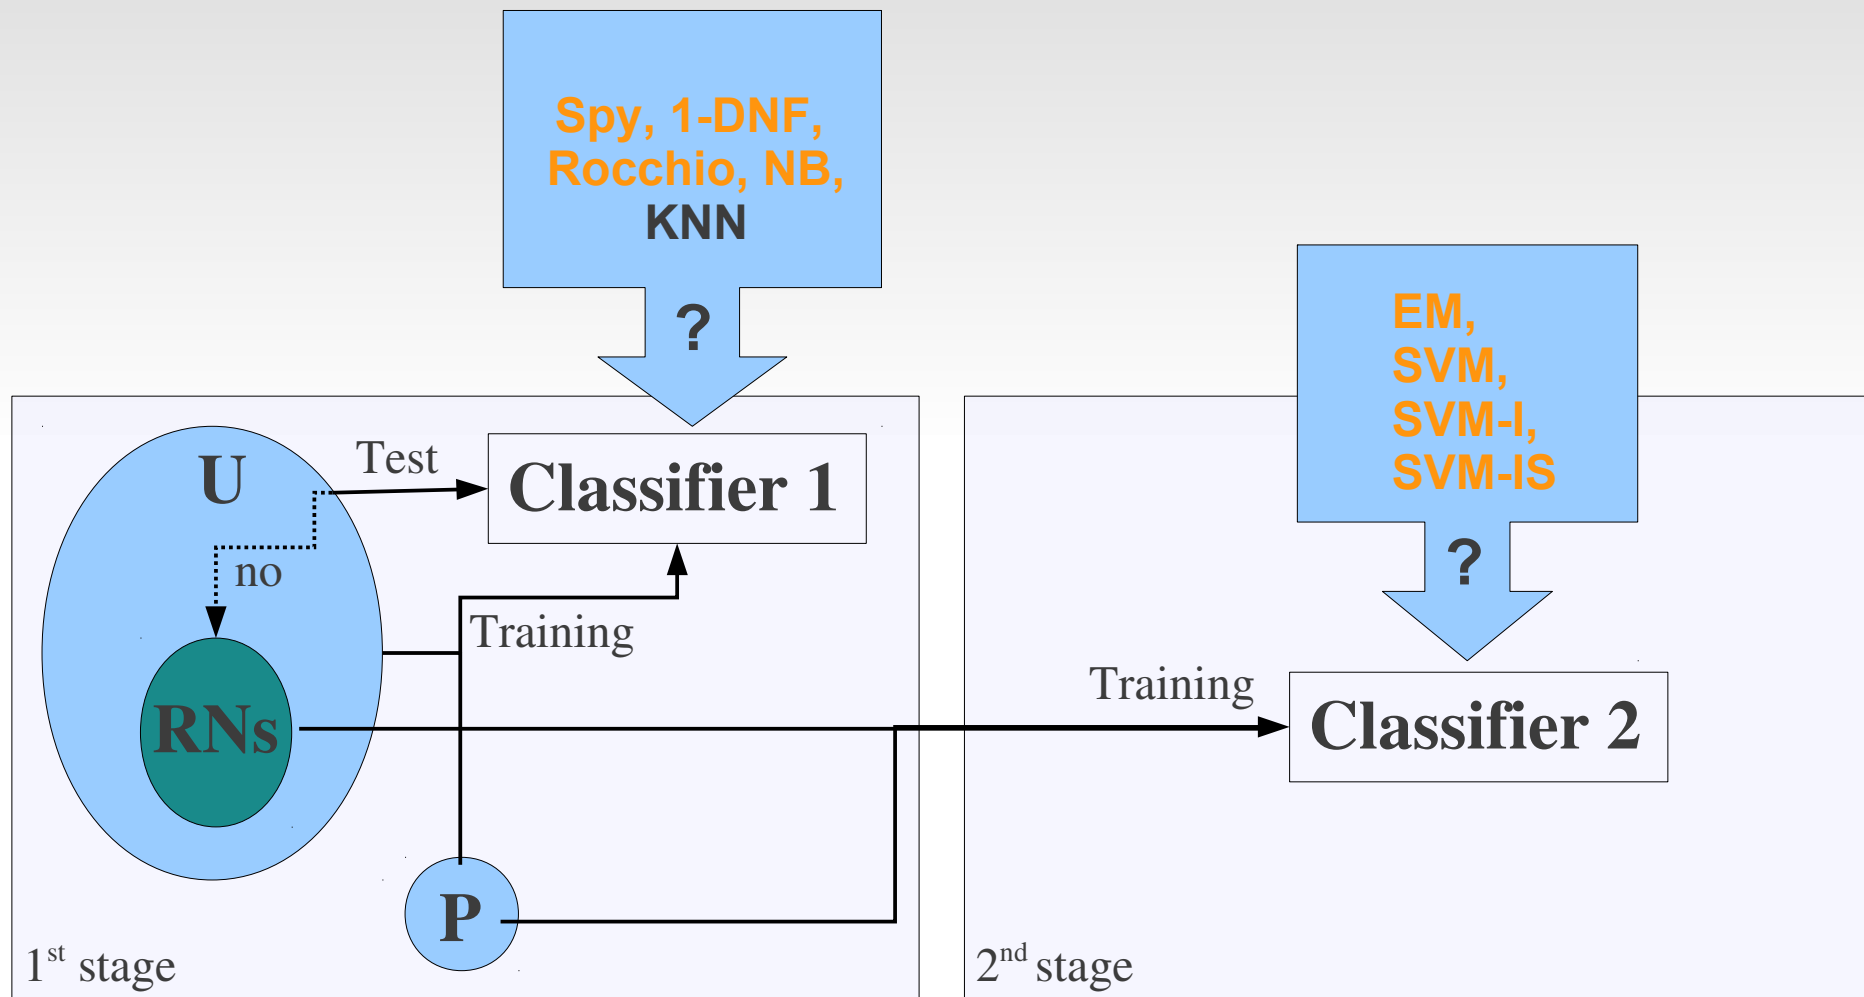 Spy, 1-DNF,
Rocchio, NB,
KNN
?
EM,
SVM,
SVM-I,
SVM-IS
?
U
Test
Classifier 1
no
Training
RNs
Training
Classifier 2
P
1st stage
2nd stage